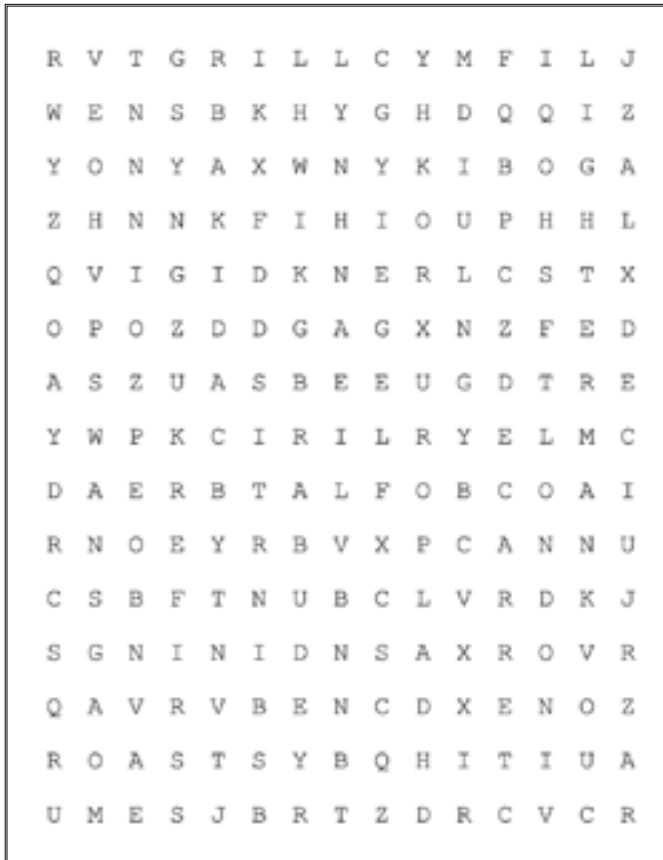 R V T G R I L L C Y M F I L J
W E N S B K H Y G H D Q Q I Z
Y O N Y A X W N Y K I B O G A
Z H N N K F I H I O U P H H L
Q V I G I D K N E R L C S T X
O P O Z D D G A G X N Z F E D
A S Z U A S B E E U G D T R E
Y W P K C I R I L R Y E L M C
D A E R B T A L F O B C O A I
R N O E Y R B V X P C A N N U
C S B F T N U B C L V R D K J
S G N I N I D N S A X R O V R
Q A V R V B E N C D X E N O Z
R O A S T S Y B Q H I T I U A
U M E S J B R T Z D R C V C R